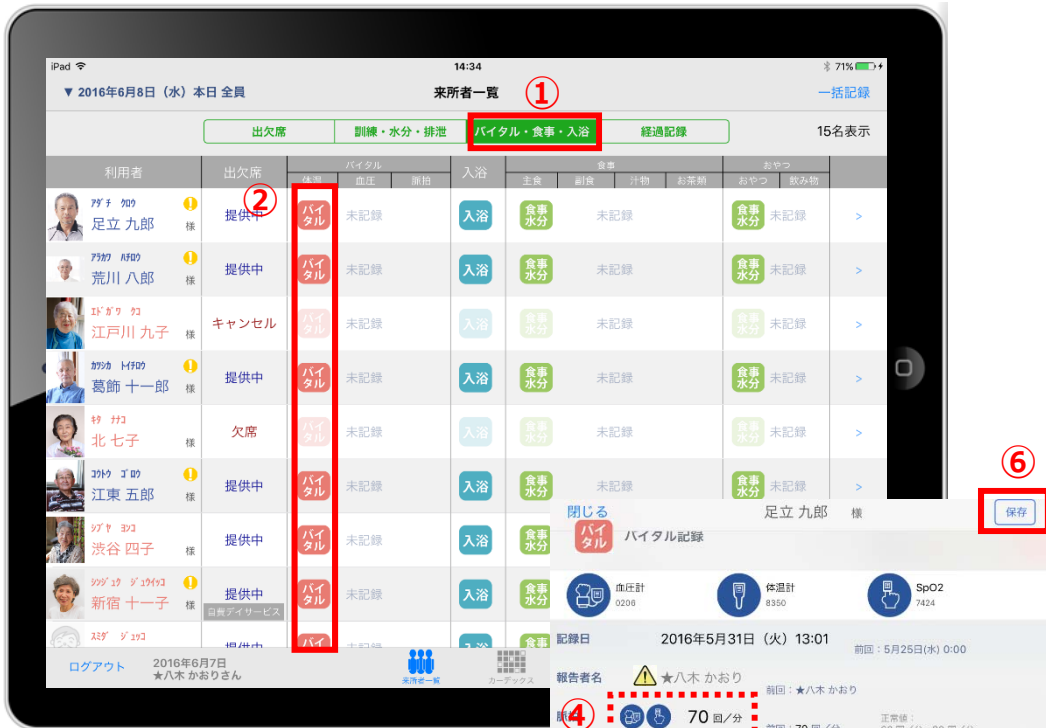 iPad 14:34 71%
▼ 2016年6月8日（水）本日 全員 来所者一覧 ① 一括記録
出欠席 訓練・水分・排泄 バイタル・食事・入浴 経過記録 15名表示
利用者 出欠席 バイタル 入浴 食事 おやつ
体温 血圧 脈拍 主食 副食 汁物 お茶類 おやつ 飲み物
②
ｱﾀﾞﾁ ｸﾛｳ
足立 九郎 様 提供中 バイタル 未記録 入浴 食事水分 未記録 食事水分 未記録 >
ｱﾗｶﾜ ﾊﾁﾛｳ
荒川 八郎 様 提供中 バイタル 未記録 入浴 食事水分 未記録 食事水分 未記録 >
ｴﾄﾞｶﾞﾜ ｸｺ
江戸川 九子 様 キャンセル バイタル 未記録 入浴 食事水分 未記録 食事水分 未記録 >
ｶﾂｼｶ ﾄｲﾁﾛｳ
葛飾 十一郎 様 提供中 バイタル 未記録 入浴 食事水分 未記録 食事水分 未記録 >
ｷﾀ ﾅﾅｺ
北 七子 様 欠席 バイタル 未記録 入浴 食事水分 未記録 食事水分 未記録 >
ｺｳﾄｳ ｺﾞﾛｳ
江東 五郎 様 提供中 バイタル 未記録 入浴 食事水分 未記録 食事水分 未記録 >
ｼﾌﾞﾔ ﾖﾝｺ
渋谷 四子 様 提供中 バイタル 未記録 入浴 食事水分
ｼﾝｼﾞｭｸ ｼﾞｭｳｲﾁｺ
新宿 十一子 様 提供中 バイタル 未記録 入浴 食事水分
自費デイサービス
ｽﾐﾀﾞ ｼﾞｭﾝｺ
提供中 バイ 入浴 食事
ログアウト 2016年6月7日
★八木 かおりさん 来所者一覧 カーデックス
⑥
閉じる 足立 九郎 様 保存
バイタル バイタル記録
血圧計 0206 体温計 8350 SpO2 7424
記録日 2016年5月31日（火）13:01 前回：5月25日(水) 0:00
報告者名 ★八木 かおり 前回：★八木 かおり
④ 70 回／分 前回：70 回／分 正常値：